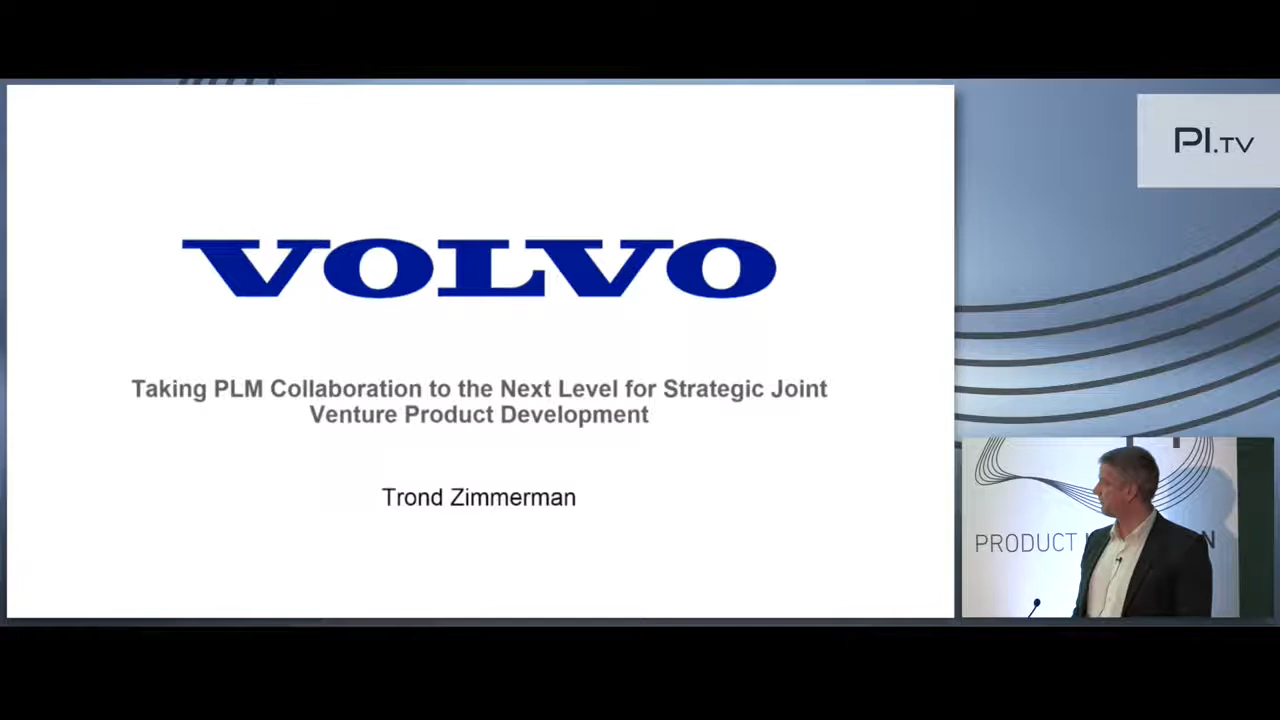 VOLVO
Taking PLM Collaboration to the Next Level for Strategic Joint
Venture Product Development
Trond Zimmerman
PI.TV
PRODUCT